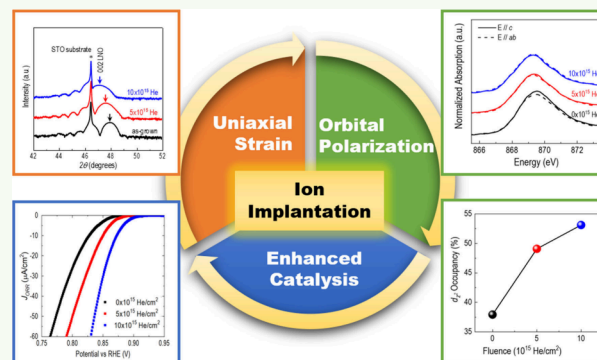 STO substrate
*
002 LNO
10x10¹⁵ He
5x10¹⁵ He
as-grown
Intensity (a.u.)
42 44 46 48 50 52
2θ (degrees)
E // c
E // ab
10x10¹⁵ He
5x10¹⁵ He
0x10¹⁵ He
Normalized Absorption (a.u.)
866 868 870 872
Energy (eV)
Uniaxial
Strain
Orbital
Polarization
Ion
Implantation
Enhanced
Catalysis
0
-10
-20
-30
-40
-50
-60
0x10¹⁵ He/cm²
5x10¹⁵ He/cm²
10x10¹⁵ He/cm²
0.75 0.80 0.85 0.90 0.95
Potential vs RHE (V)
60
55
50
45
40
35
Occupancy (%)
0 5 10
Fluence (10¹⁵ He/cm²)